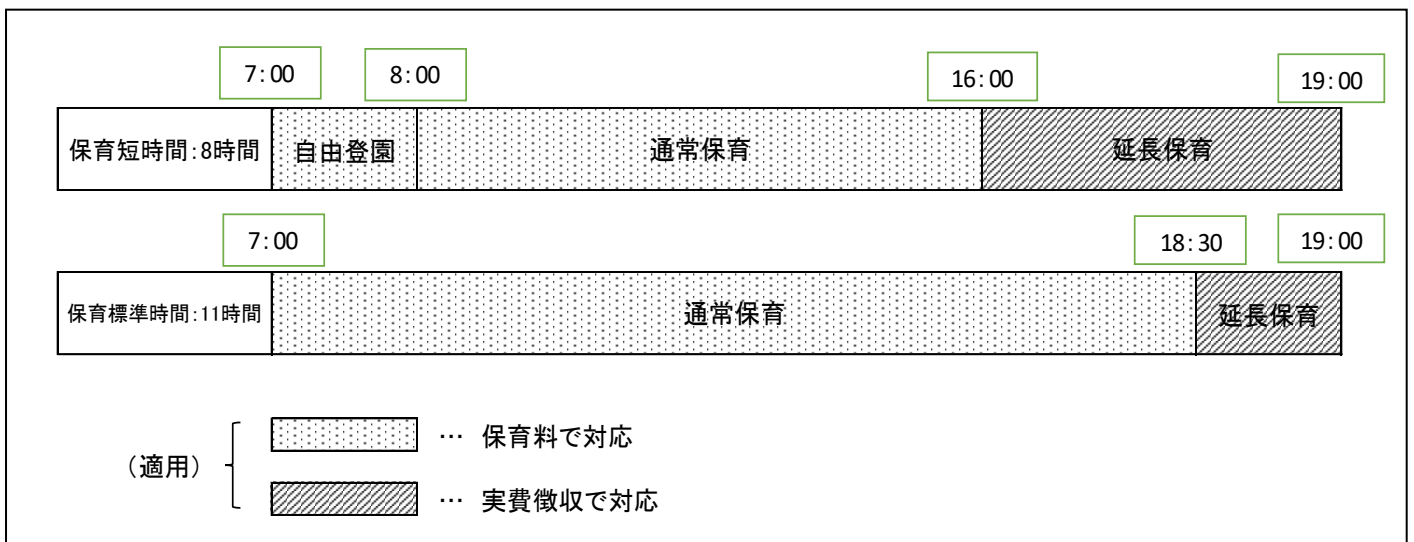 7:00 8:00 16:00 19:00
保育短時間:8時間 自由登園 通常保育 延長保育
7:00 18:30 19:00
保育標準時間:11時間 通常保育 延長保育
… 保育料で対応
(適用)
… 実費徴収で対応